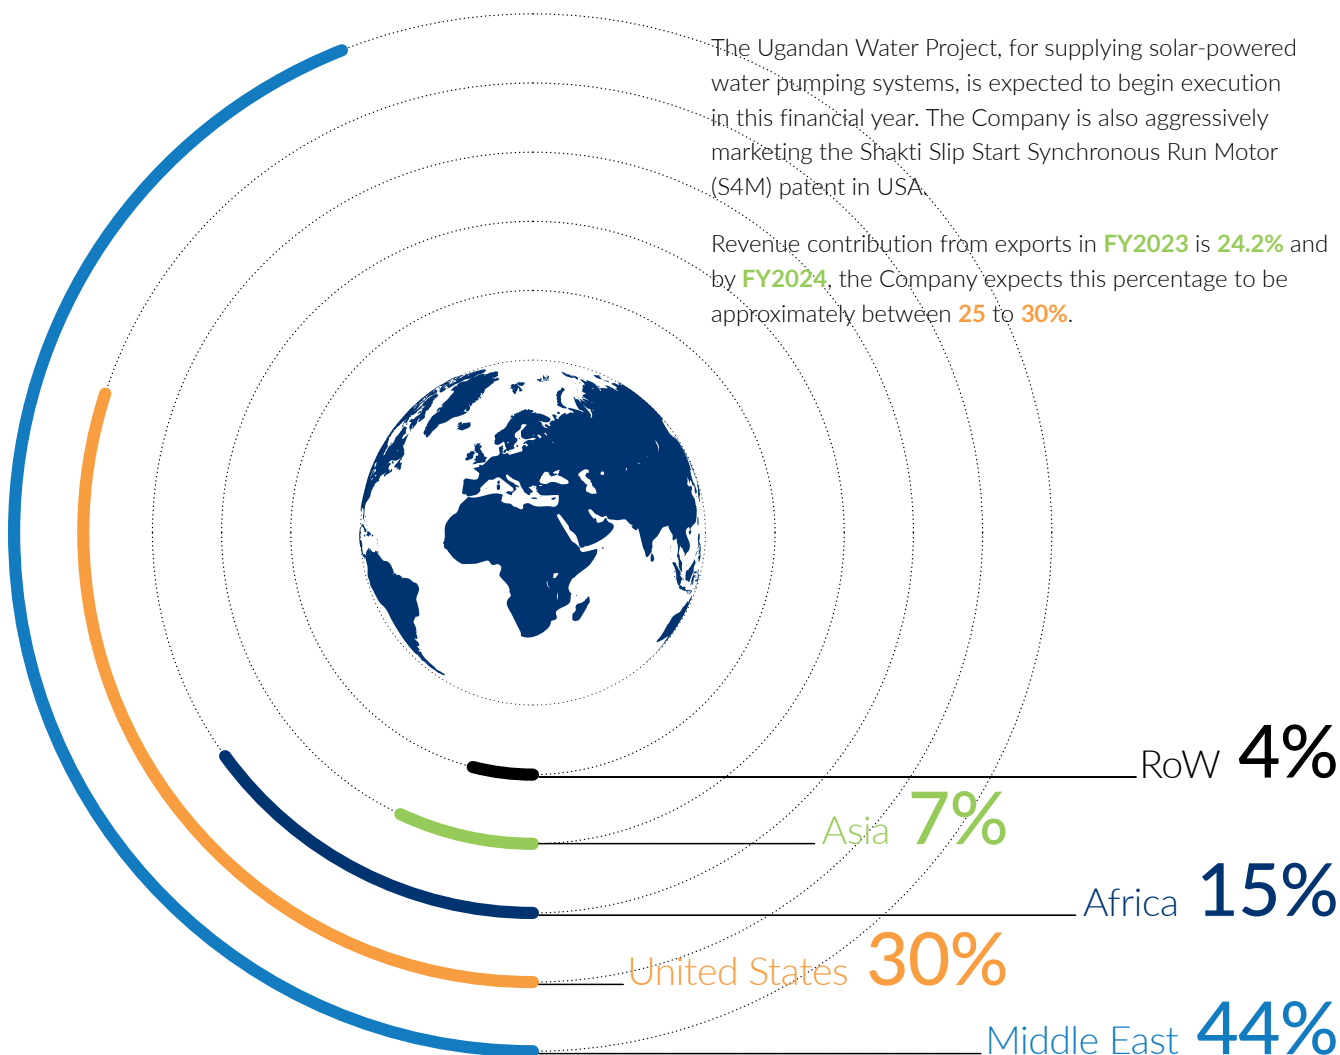 The Ugandan Water Project, for supplying solar-powered
water pumping systems, is expected to begin execution
in this financial year. The Company is also aggressively
marketing the Shakti Slip Start Synchronous Run Motor
(S4M) patent in USA.
Revenue contribution from exports in FY2023 is 24.2% and
by FY2024, the Company expects this percentage to be
approximately between 25 to 30%.
RoW 4%
Asia 7%
Africa 15%
United States 30%
Middle East 44%